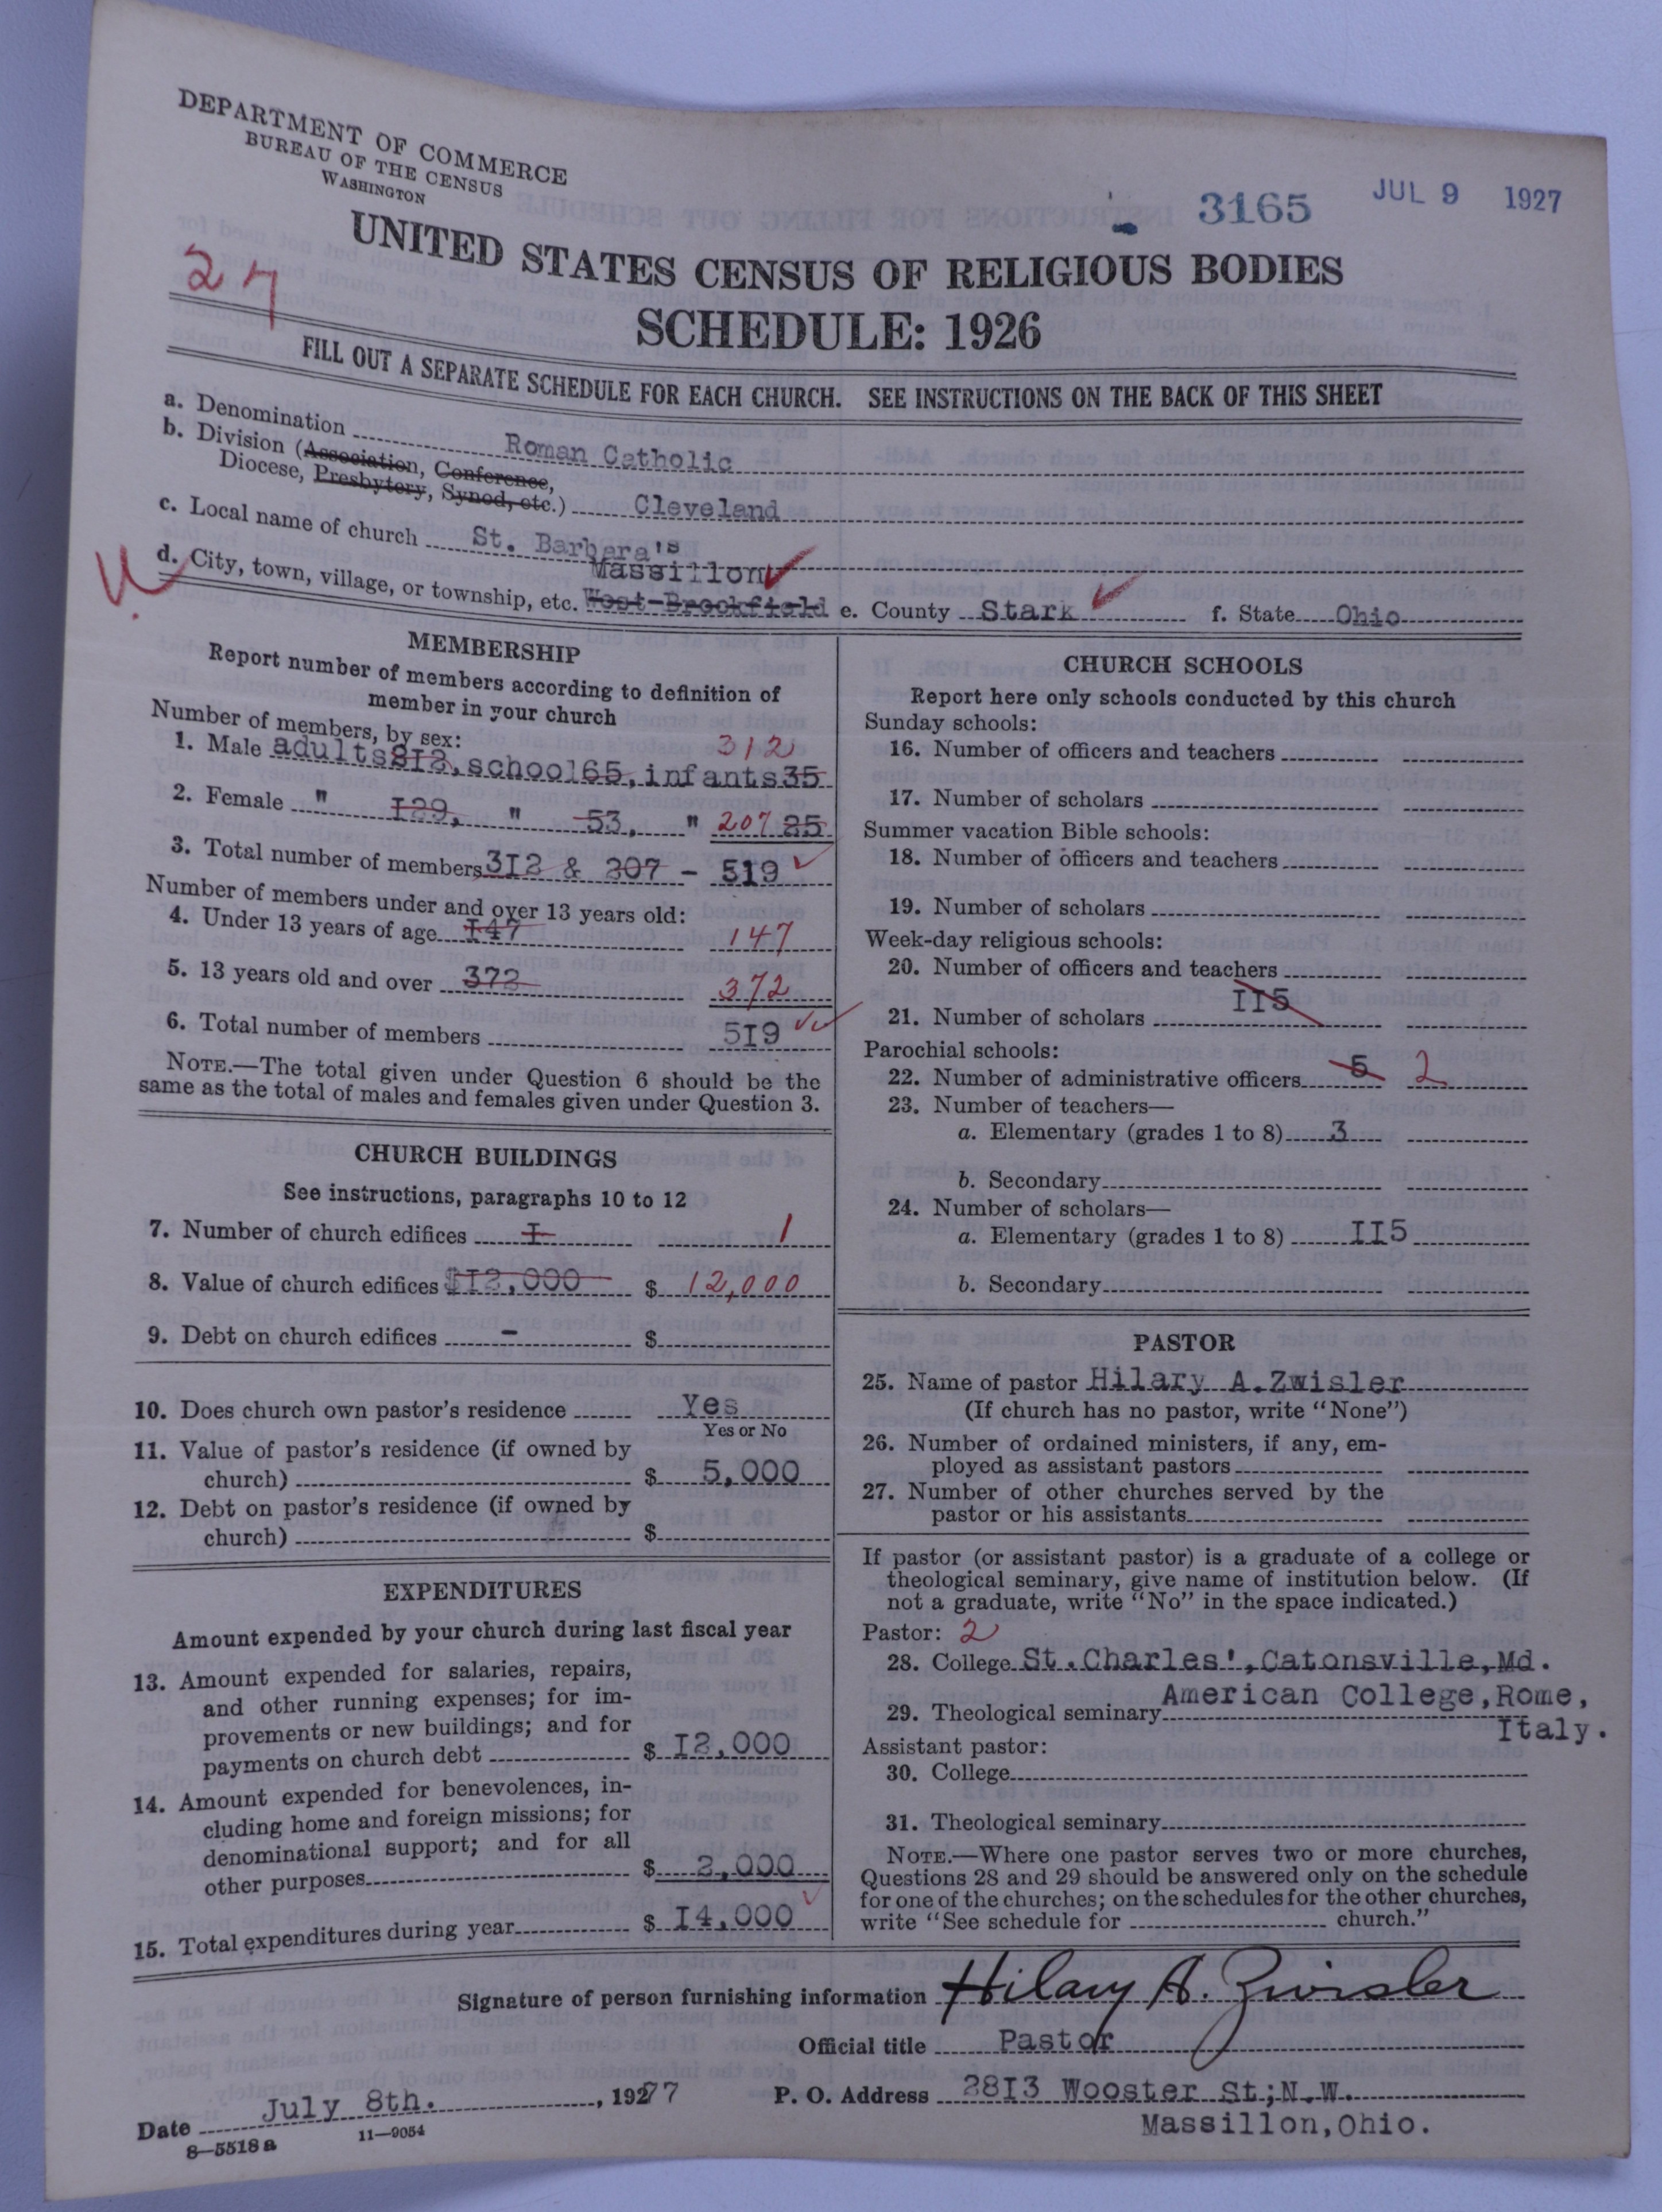 DEPARTMENT OF COMMERCE
BUREAU OF THE CENSUS
WASHINGTON
3165 JUL 9 1927
UNITED STATES CENSUS OF RELIGIOUS BODIES
SCHEDULE: 1926
FILL OUT A SEPARATE SCHEDULE FOR EACH CHURCH. SEE INSTRUCTIONS ON THE BACK OF THIS SHEET
a. Denomination Roman Catholic
b. Division (Association, Conference,
Diocese, Presbytery, Synod, etc.) Cleveland
c. Local name of church St. Barbara's
Massillon
d. City, town, village, or township, etc. West Brookfield e. County Stark f. State Ohio
MEMBERSHIP
Report number of members according to definition of
member in your church
Number of members, by sex:
312
1. Male adults 212, school 65, infants 35
2. Female " 129, " 53, " 207 25
3. Total number of members 312 & 207 - 519
Number of members under and over 13 years old:
4. Under 13 years of age 147 147
5. 13 years old and over 372 372
6. Total number of members 519
NOTE.—The total given under Question 6 should be the
same as the total of males and females given under Question 3.
CHURCH BUILDINGS
See instructions, paragraphs 10 to 12
7. Number of church edifices I 1
8. Value of church edifices $12,000 $ 12,000
9. Debt on church edifices - $
10. Does church own pastor's residence Yes
Yes or No
11. Value of pastor's residence (if owned by
church) $ 5,000
12. Debt on pastor's residence (if owned by
church) $
EXPENDITURES
Amount expended by your church during last fiscal year
13. Amount expended for salaries, repairs,
and other running expenses; for im-
provements or new buildings; and for
payments on church debt $ 12,000
14. Amount expended for benevolences, in-
cluding home and foreign missions; for
denominational support; and for all
other purposes $ 2,000
15. Total expenditures during year $ 14,000
CHURCH SCHOOLS
Report here only schools conducted by this church
Sunday schools:
16. Number of officers and teachers
17. Number of scholars
Summer vacation Bible schools:
18. Number of officers and teachers
19. Number of scholars
Week-day religious schools:
20. Number of officers and teachers
21. Number of scholars 115
Parochial schools:
22. Number of administrative officers 5 2
23. Number of teachers—
a. Elementary (grades 1 to 8) 3
b. Secondary
24. Number of scholars—
a. Elementary (grades 1 to 8) 115
b. Secondary
PASTOR
25. Name of pastor Hilary A. Zwisler
(If church has no pastor, write "None")
26. Number of ordained ministers, if any, em-
ployed as assistant pastors
27. Number of other churches served by the
pastor or his assistants
If pastor (or assistant pastor) is a graduate of a college or
theological seminary, give name of institution below. (If
not a graduate, write "No" in the space indicated.)
Pastor: 2
28. College St. Charles', Catonsville, Md.
American College, Rome,
29. Theological seminary Italy.
Assistant pastor:
30. College
31. Theological seminary
NOTE.—Where one pastor serves two or more churches,
Questions 28 and 29 should be answered only on the schedule
for one of the churches; on the schedules for the other churches,
write "See schedule for church."
Signature of person furnishing information Hilary A. Zwisler
Official title Pastor
Date July 8th. , 19277 P. O. Address 2813 Wooster St; N.W.
Massillon, Ohio.
8—5518 a 11—9054